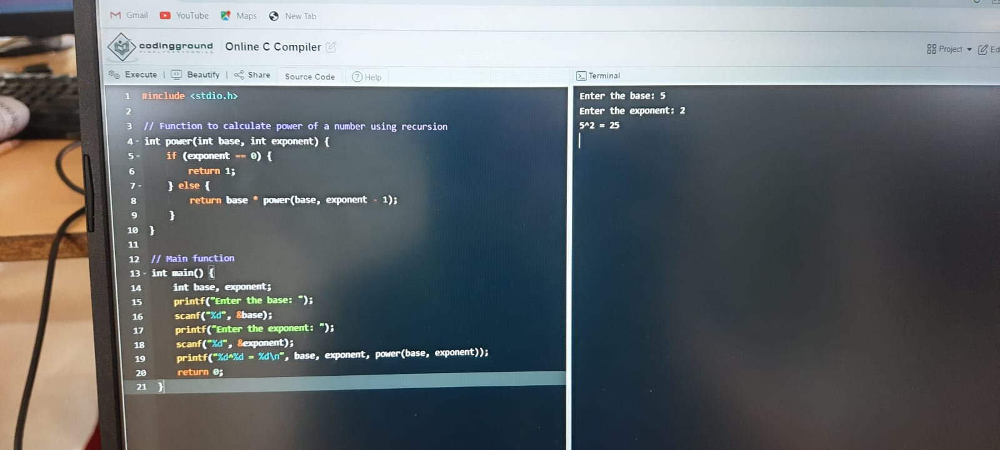 Gmail YouTube Maps New Tab
codingground Online C Compiler
SIMPLYEASYCODING
Project
Execute | Beautify | Share Source Code Help
1 #include <stdio.h>
2
3 // Function to calculate power of a number using recursion
4 int power(int base, int exponent) {
5     if (exponent == 0) {
6         return 1;
7     } else {
8         return base * power(base, exponent - 1);
9     }
10 }
11
12 // Main function
13 int main() {
14     int base, exponent;
15     printf("Enter the base: ");
16     scanf("%d", &base);
17     printf("Enter the exponent: ");
18     scanf("%d", &exponent);
19     printf("%d^%d = %d\n", base, exponent, power(base, exponent));
20     return 0;
21 }
Terminal
Enter the base: 5
Enter the exponent: 2
5^2 = 25